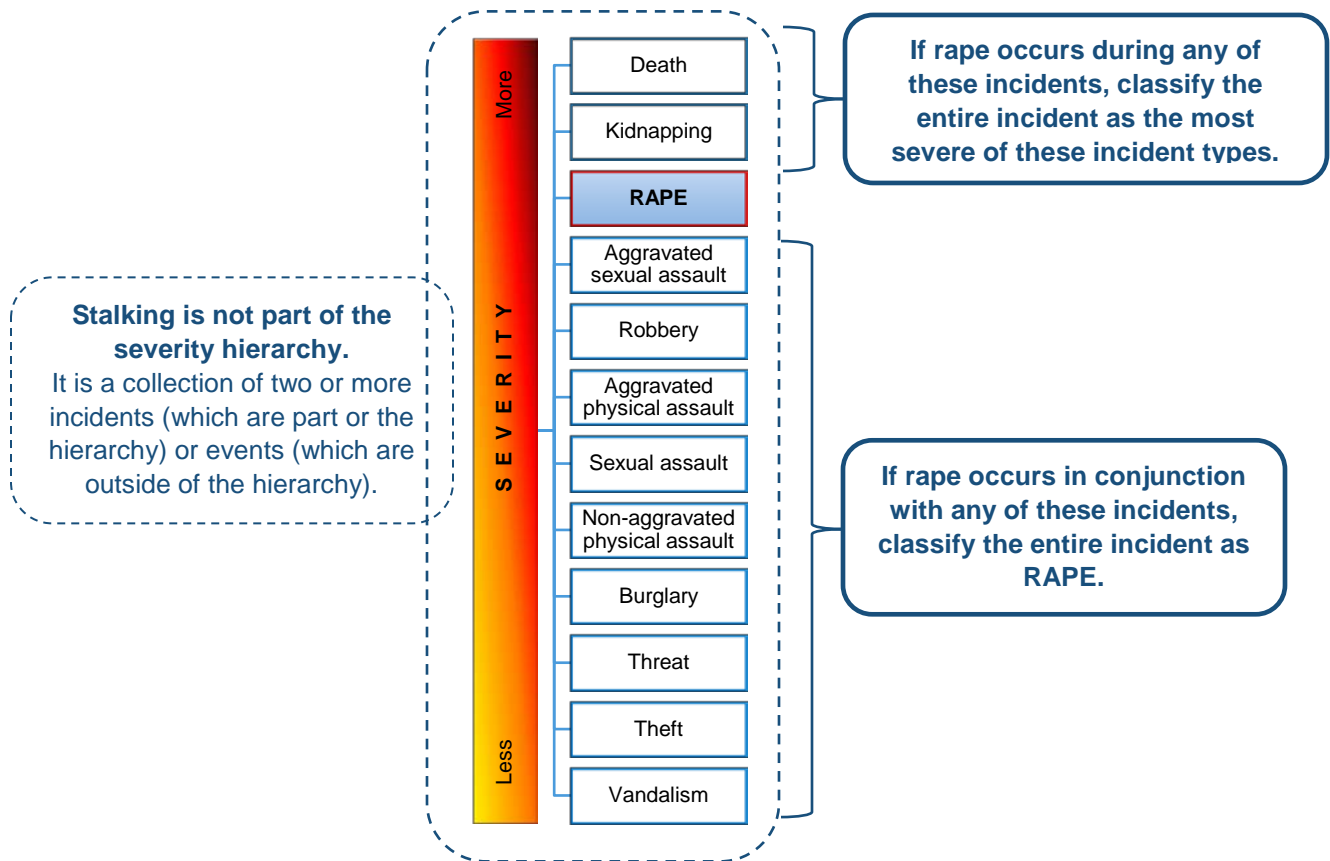 More
SEVERITY
Less
Death
Kidnapping
RAPE
Aggravated
sexual assault
Robbery
Aggravated
physical assault
Sexual assault
Non-aggravated
physical assault
Burglary
Threat
Theft
Vandalism
Stalking is not part of the
severity hierarchy.
It is a collection of two or more
incidents (which are part or the
hierarchy) or events (which are
outside of the hierarchy).
If rape occurs during any of
these incidents, classify the
entire incident as the most
severe of these incident types.
If rape occurs in conjunction
with any of these incidents,
classify the entire incident as
RAPE.